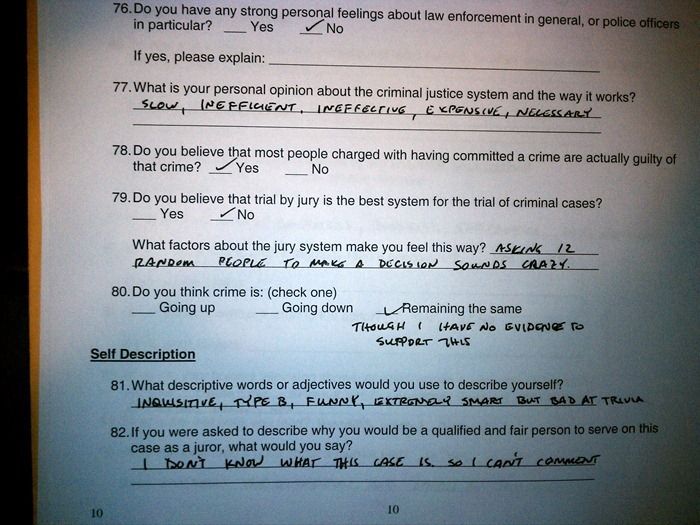 76. Do you have any strong personal feelings about law enforcement in general, or police officers
in particular? ___ Yes ✓ No
If yes, please explain: ___
77. What is your personal opinion about the criminal justice system and the way it works?
SLOW, INEFFICIENT, INEFFECTIVE, EXPENSIVE, NECESSARY
78. Do you believe that most people charged with having committed a crime are actually guilty of
that crime? ✓ Yes ___ No
79. Do you believe that trial by jury is the best system for the trial of criminal cases?
___ Yes ✓ No
What factors about the jury system make you feel this way? ASKING 12
RANDOM PEOPLE TO MAKE A DECISION SOUNDS CRAZY.
80. Do you think crime is: (check one)
___ Going up ___ Going down ✓ Remaining the same
THOUGH I HAVE NO EVIDENCE TO
SUPPORT THIS
Self Description
81. What descriptive words or adjectives would you use to describe yourself?
INQUISITIVE, TYPE B, FUNNY, EXTREMELY SMART BUT BAD AT TRIVIA
82. If you were asked to describe why you would be a qualified and fair person to serve on this
case as a juror, what would you say?
I DON'T KNOW WHAT THIS CASE IS, SO I CAN'T COMMENT
10 10